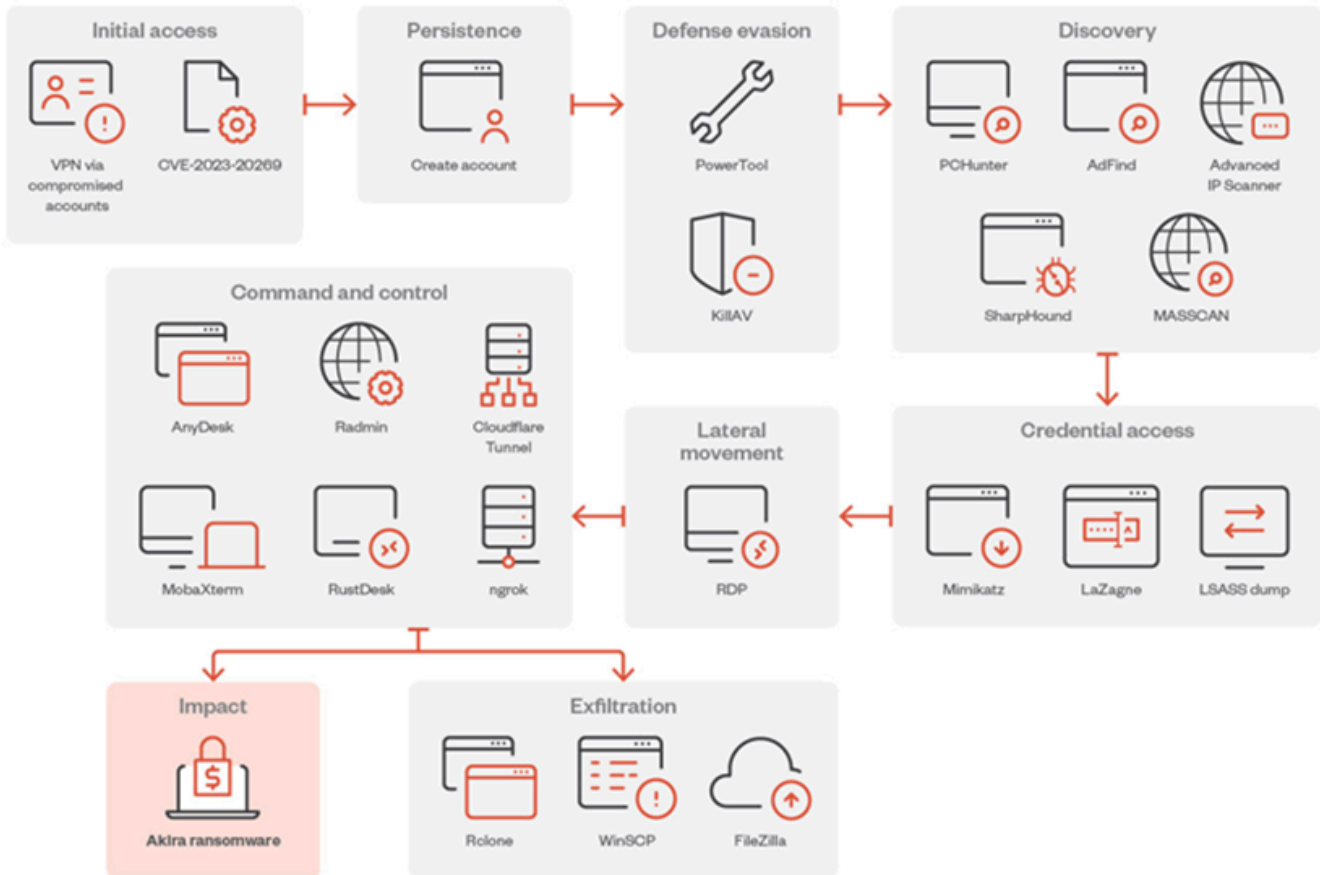 Initial access
VPN via
compromised
accounts
CVE-2023-20269
Persistence
Create account
Defense evasion
PowerTool
KillAV
Discovery
PCHunter
AdFind
Advanced
IP Scanner
SharpHound
MASSCAN
Credential access
Mimikatz
LaZagne
LSASS dump
Lateral
movement
RDP
Command and control
AnyDesk
Radmin
Cloudflare
Tunnel
MobaXterm
RustDesk
ngrok
Impact
Akira ransomware
Exfiltration
Rclone
WinSCP
FileZilla